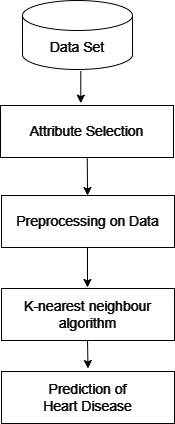 Data Set
Attribute Selection
Preprocessing on Data
K-nearest neighbour
algorithm
Prediction of
Heart Disease